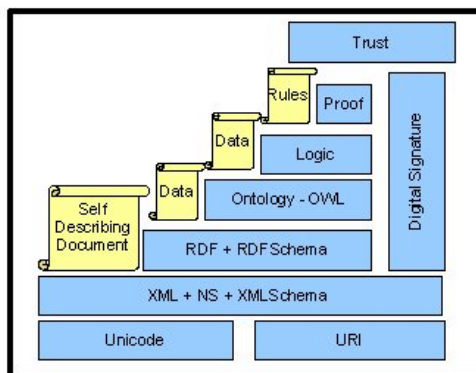 Trust
Rules
Proof
Data
Logic
Digital Signature
Data
Ontology - OWL
Self
Describing
Document
RDF + RDFSchema
XML + NS + XMLSchema
Unicode
URI